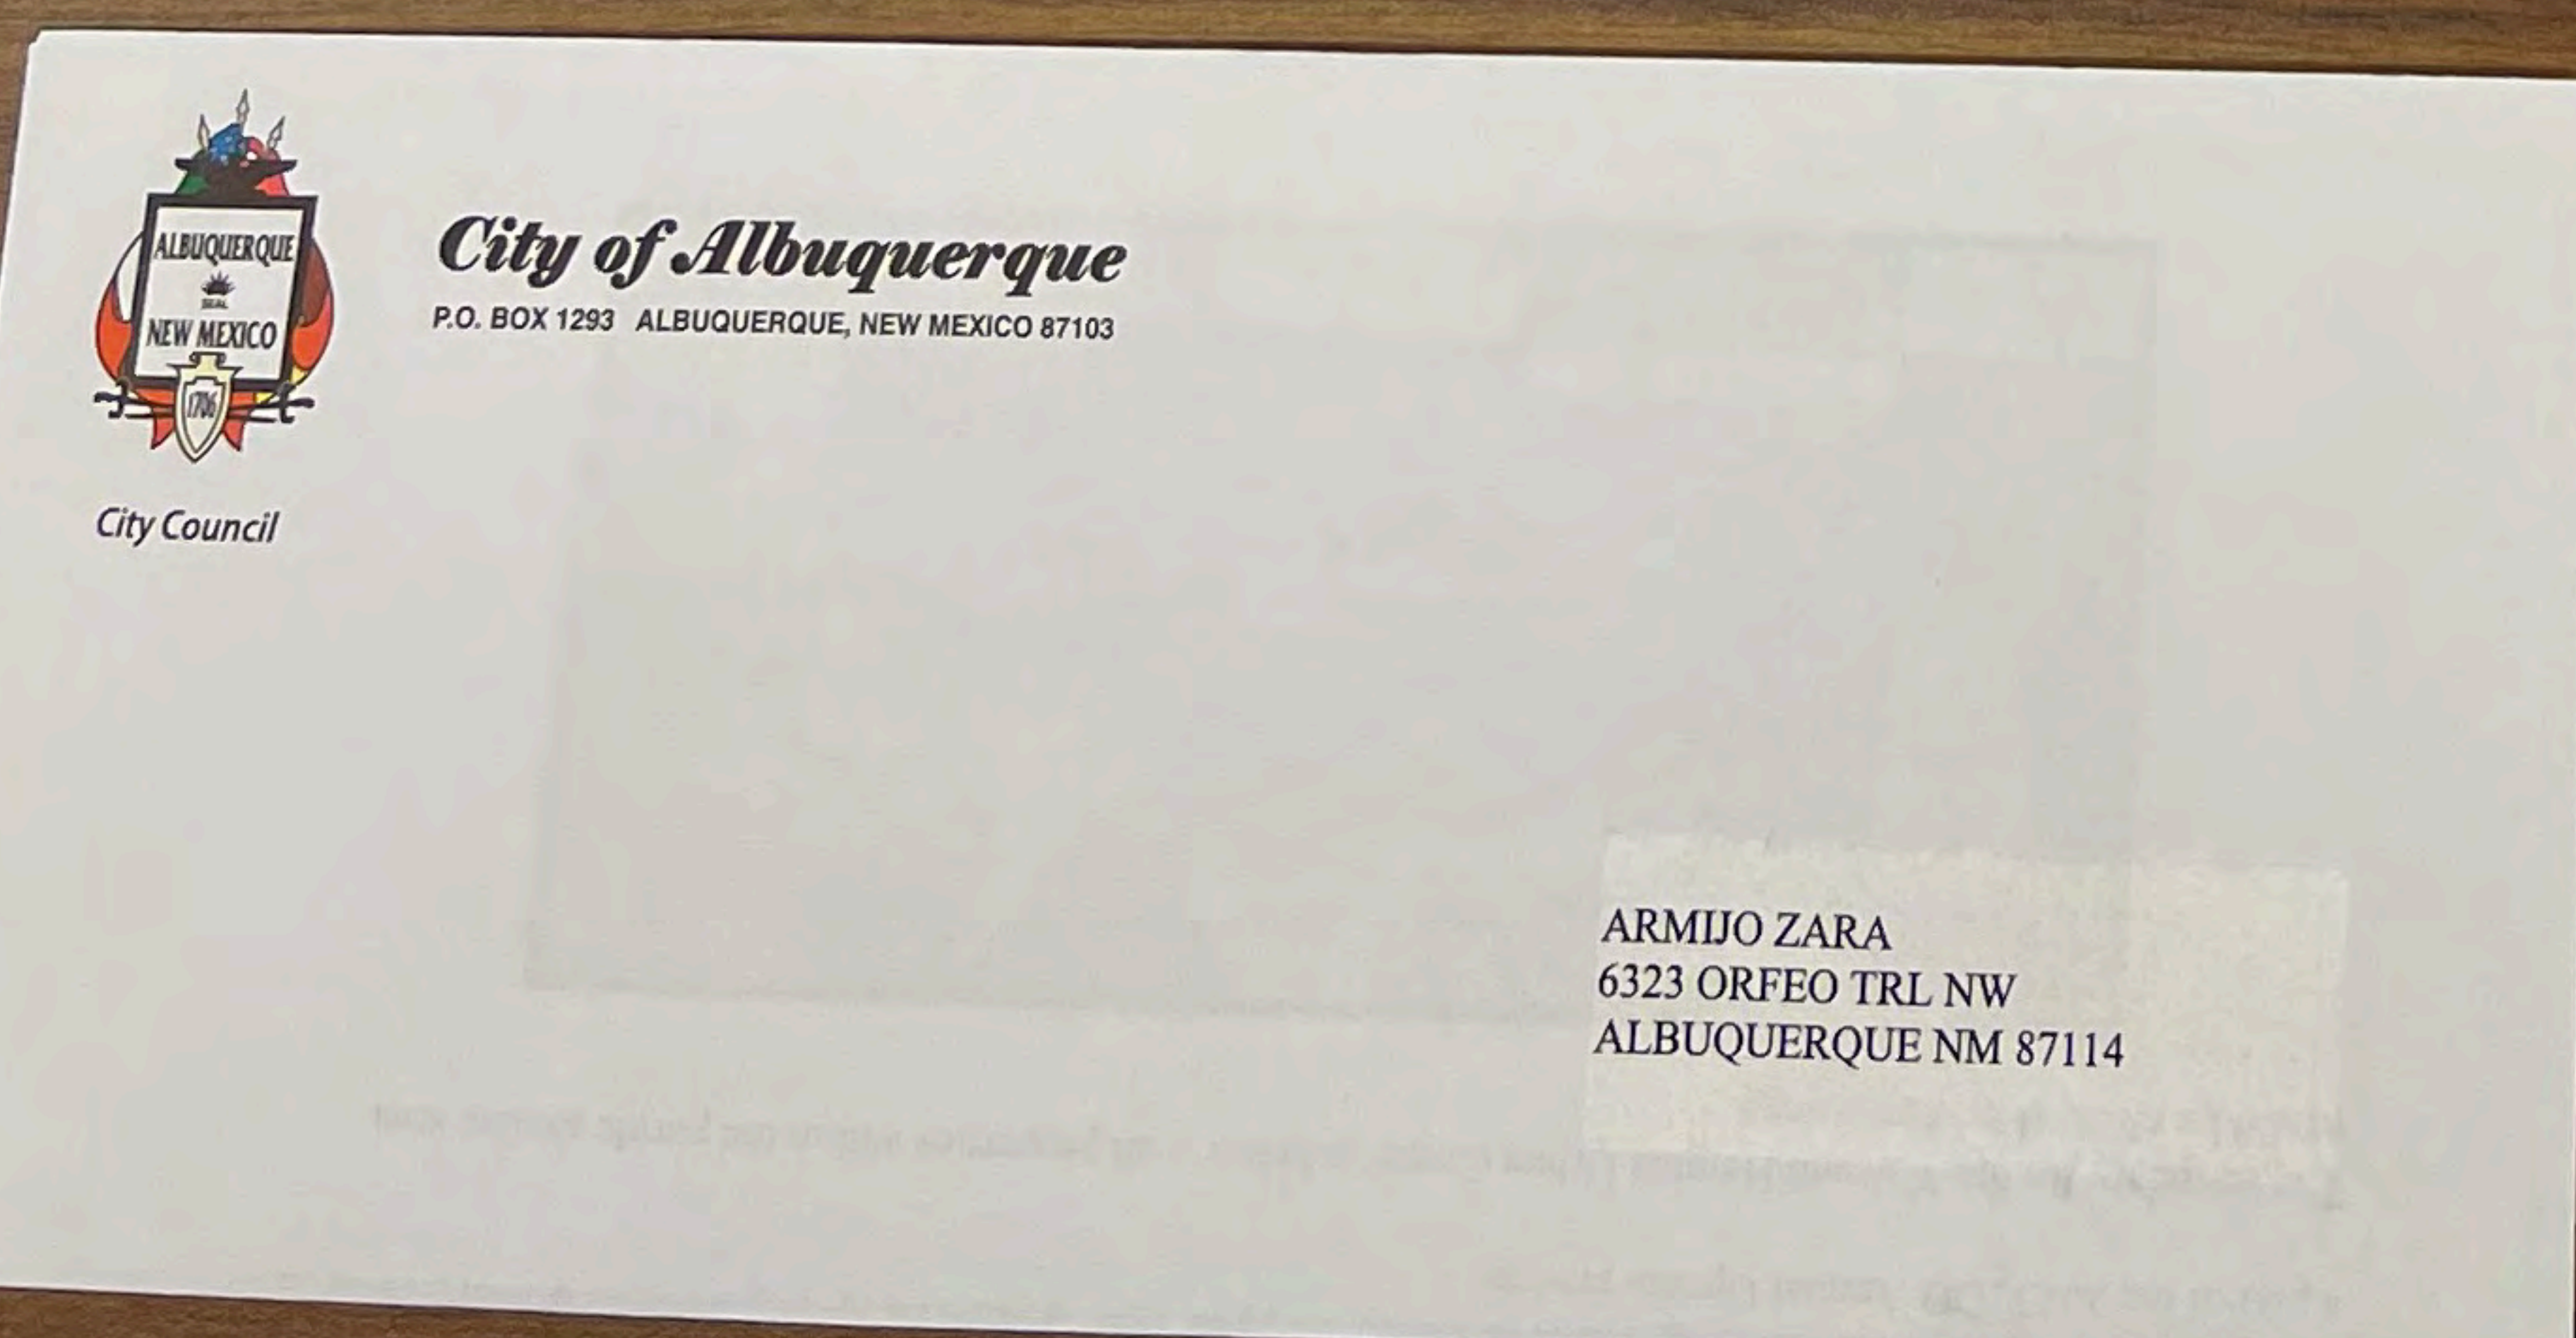 ALBUQUERQUE
SEAL
NEW MEXICO
1706
City of Albuquerque
P.O. BOX 1293 ALBUQUERQUE, NEW MEXICO 87103
City Council
ARMIJO ZARA
6323 ORFEO TRL NW
ALBUQUERQUE NM 87114